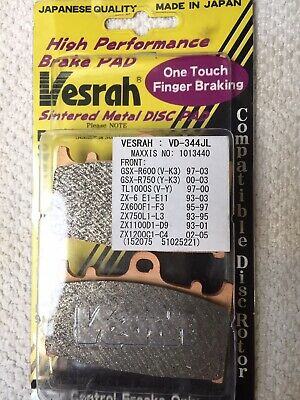 JAPANESE QUALITY MADE IN JAPAN
High Performance
Brake PAD
One Touch
Finger Braking
Vesrah®
Sintered Metal DISC PAD
Please NOTE
VESRAH : VD-344JL
MAXXIS NO: 1013440
FRONT:
GSX-R600(V-K3) 97-03
GSX-R750(Y-K3) 00-03
TL1000S(V-Y) 97-00
ZX-6 E1-E11 93-03
ZX600F1-F3 95-97
ZX750L1-L3 93-95
ZX1100D1-D9 93-01
ZX1200C1-C4 02-05
(152075 51025221)
Compatible Disc Rotor